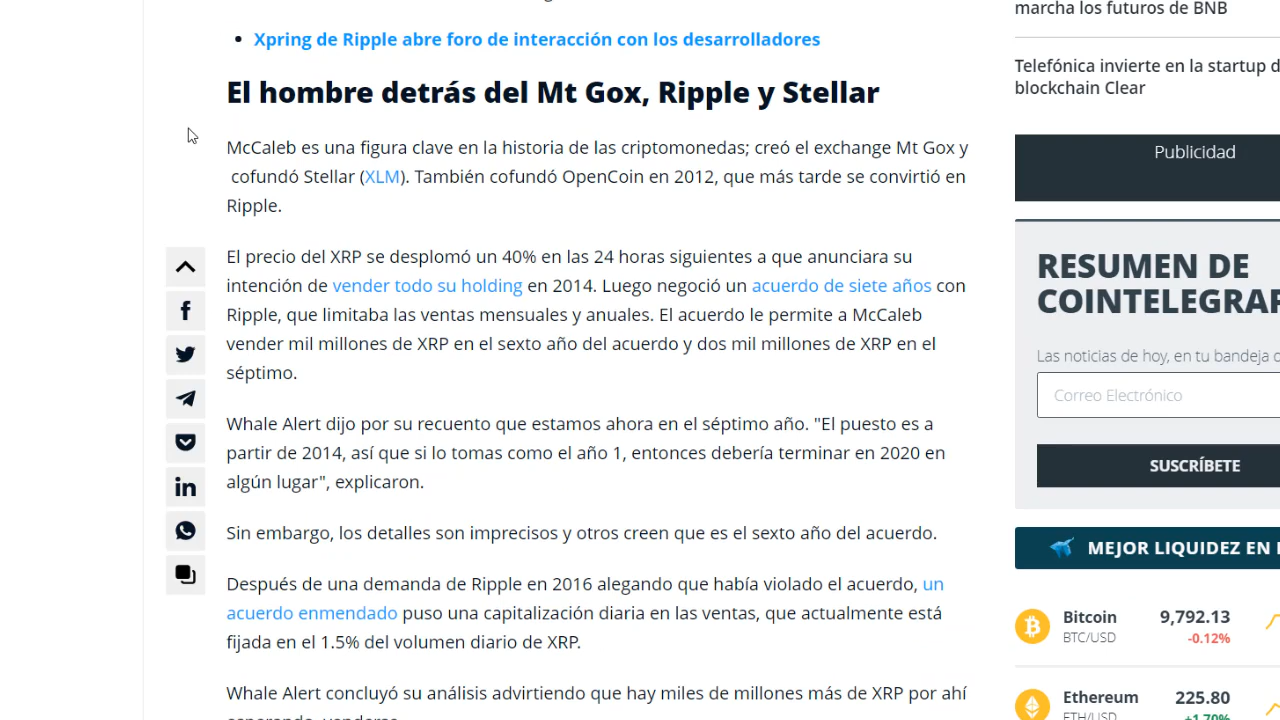 Xpring de Ripple abre foro de interacción con los desarrolladores
El hombre detrás del Mt Gox, Ripple y Stellar
McCaleb es una figura clave en la historia de las criptomonedas; creó el exchange Mt Gox y
cofundó Stellar (XLM). También cofundó OpenCoin en 2012, que más tarde se convirtió en
Ripple.
El precio del XRP se desplomó un 40% en las 24 horas siguientes a que anunciara su
intención de vender todo su holding en 2014. Luego negoció un acuerdo de siete años con
Ripple, que limitaba las ventas mensuales y anuales. El acuerdo le permite a McCaleb
vender mil millones de XRP en el sexto año del acuerdo y dos mil millones de XRP en el
séptimo.
Whale Alert dijo por su recuento que estamos ahora en el séptimo año. "El puesto es a
partir de 2014, así que si lo tomas como el año 1, entonces debería terminar en 2020 en
algún lugar", explicaron.
Sin embargo, los detalles son imprecisos y otros creen que es el sexto año del acuerdo.
Después de una demanda de Ripple en 2016 alegando que había violado el acuerdo, un
acuerdo enmendado puso una capitalización diaria en las ventas, que actualmente está
fijada en el 1.5% del volumen diario de XRP.
Whale Alert concluyó su análisis advirtiendo que hay miles de millones más de XRP por ahí
marcha los futuros de BNB
Telefónica invierte en la startup d
blockchain Clear
Publicidad
RESUMEN DE
COINTELEGRAF
Las noticias de hoy, en tu bandeja d
Correo Electrónico
SUSCRÍBETE
MEJOR LIQUIDEZ EN
Bitcoin 9,792.13
BTC/USD -0.12%
Ethereum 225.80
ETH/USD +1.70%